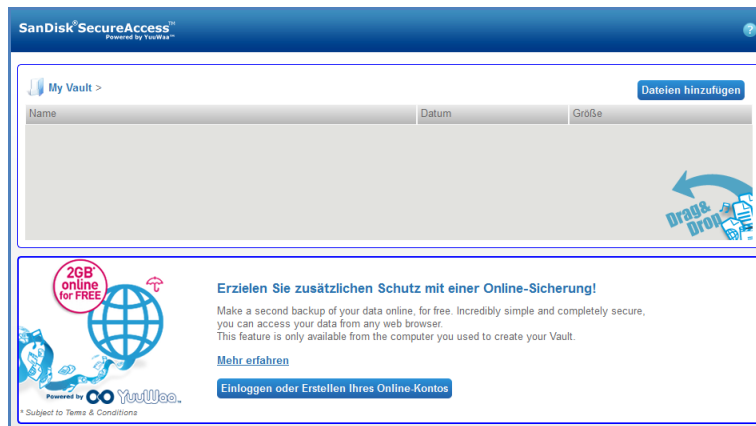 SanDisk®SecureAccess™
Powered by YuuWaa™
?
My Vault >
Dateien hinzufügen
Name Datum Größe
Drag&
Drop
2GB*
online
for FREE
Erzielen Sie zusätzlichen Schutz mit einer Online-Sicherung!
Make a second backup of your data online, for free. Incredibly simple and completely secure,
you can access your data from any web browser.
This feature is only available from the computer you used to create your Vault.
Mehr erfahren
Einloggen oder Erstellen Ihres Online-Kontos
Powered by YuuWaa™
* Subject to Terms & Conditions